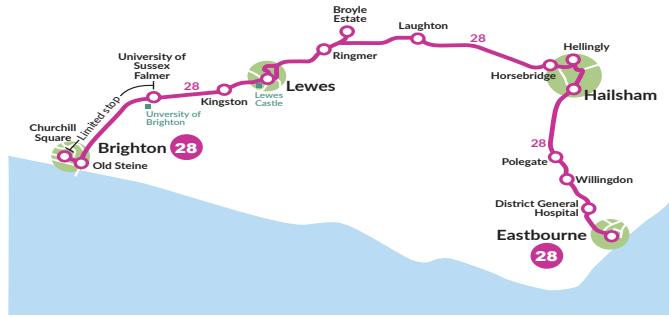 Broyle
Estate
Laughton
28
Hellingly
Ringmer
Horsebridge
Hailsham
University of
Sussex
Falmer
28
Lewes
Kingston
Lewes
Castle
Unversity of
Brighton
Limited stop
Churchill
Square
Brighton 28
Old Steine
28
Polegate
Willingdon
District General
Hospital
Eastbourne
28